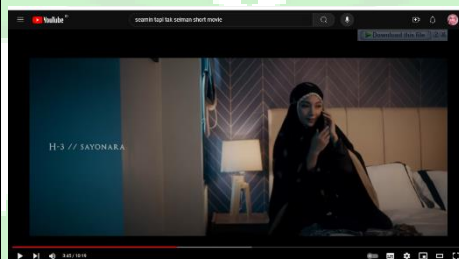 YouTube
seamin tapi tak seiman short movie
Download this file
H-3 // SAYONARA
3:45 / 10:19